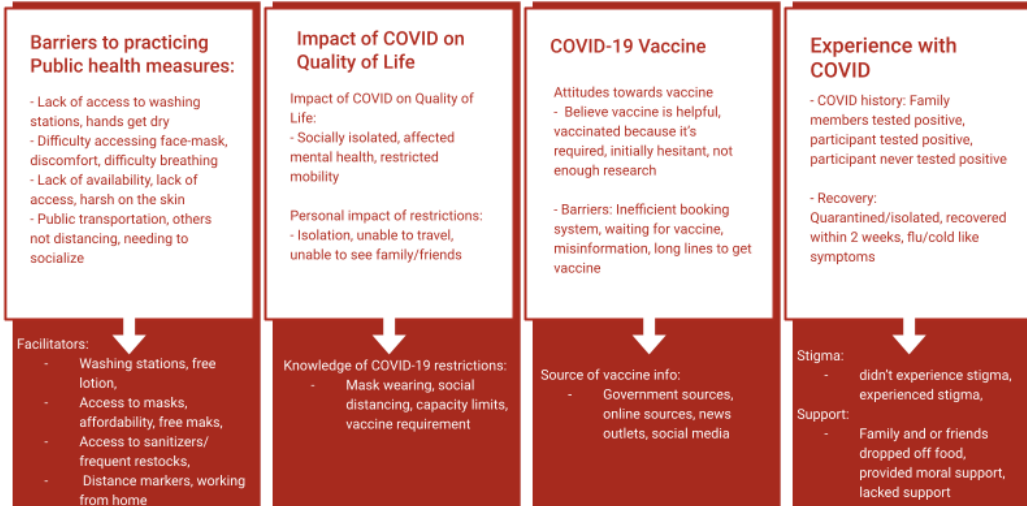 Barriers to practicing
Public health measures:
- Lack of access to washing
stations, hands get dry
- Difficulty accessing face-mask,
discomfort, difficulty breathing
- Lack of availability, lack of
access, harsh on the skin
- Public transportation, others
not distancing, needing to
socialize
Facilitators:
- Washing stations, free
lotion,
- Access to masks,
affordability, free maks,
- Access to sanitizers/
frequent restocks,
- Distance markers, working
from home
Impact of COVID on
Quality of Life
Impact of COVID on Quality of
Life:
- Socially isolated, affected
mental health, restricted
mobility
Personal impact of restrictions:
- Isolation, unable to travel,
unable to see family/friends
Knowledge of COVID-19 restrictions:
- Mask wearing, social
distancing, capacity limits,
vaccine requirement
COVID-19 Vaccine
Attitudes towards vaccine
- Believe vaccine is helpful,
vaccinated because it's
required, initially hesitant, not
enough research
- Barriers: Inefficient booking
system, waiting for vaccine,
misinformation, long lines to get
vaccine
Source of vaccine info:
- Government sources,
online sources, news
outlets, social media
Experience with
COVID
- COVID history: Family
members tested positive,
participant tested positive,
participant never tested positive
- Recovery:
Quarantined/isolated, recovered
within 2 weeks, flu/cold like
symptoms
Stigma:
- didn't experience stigma,
experienced stigma,
Support:
- Family and or friends
dropped off food,
provided moral support,
lacked support